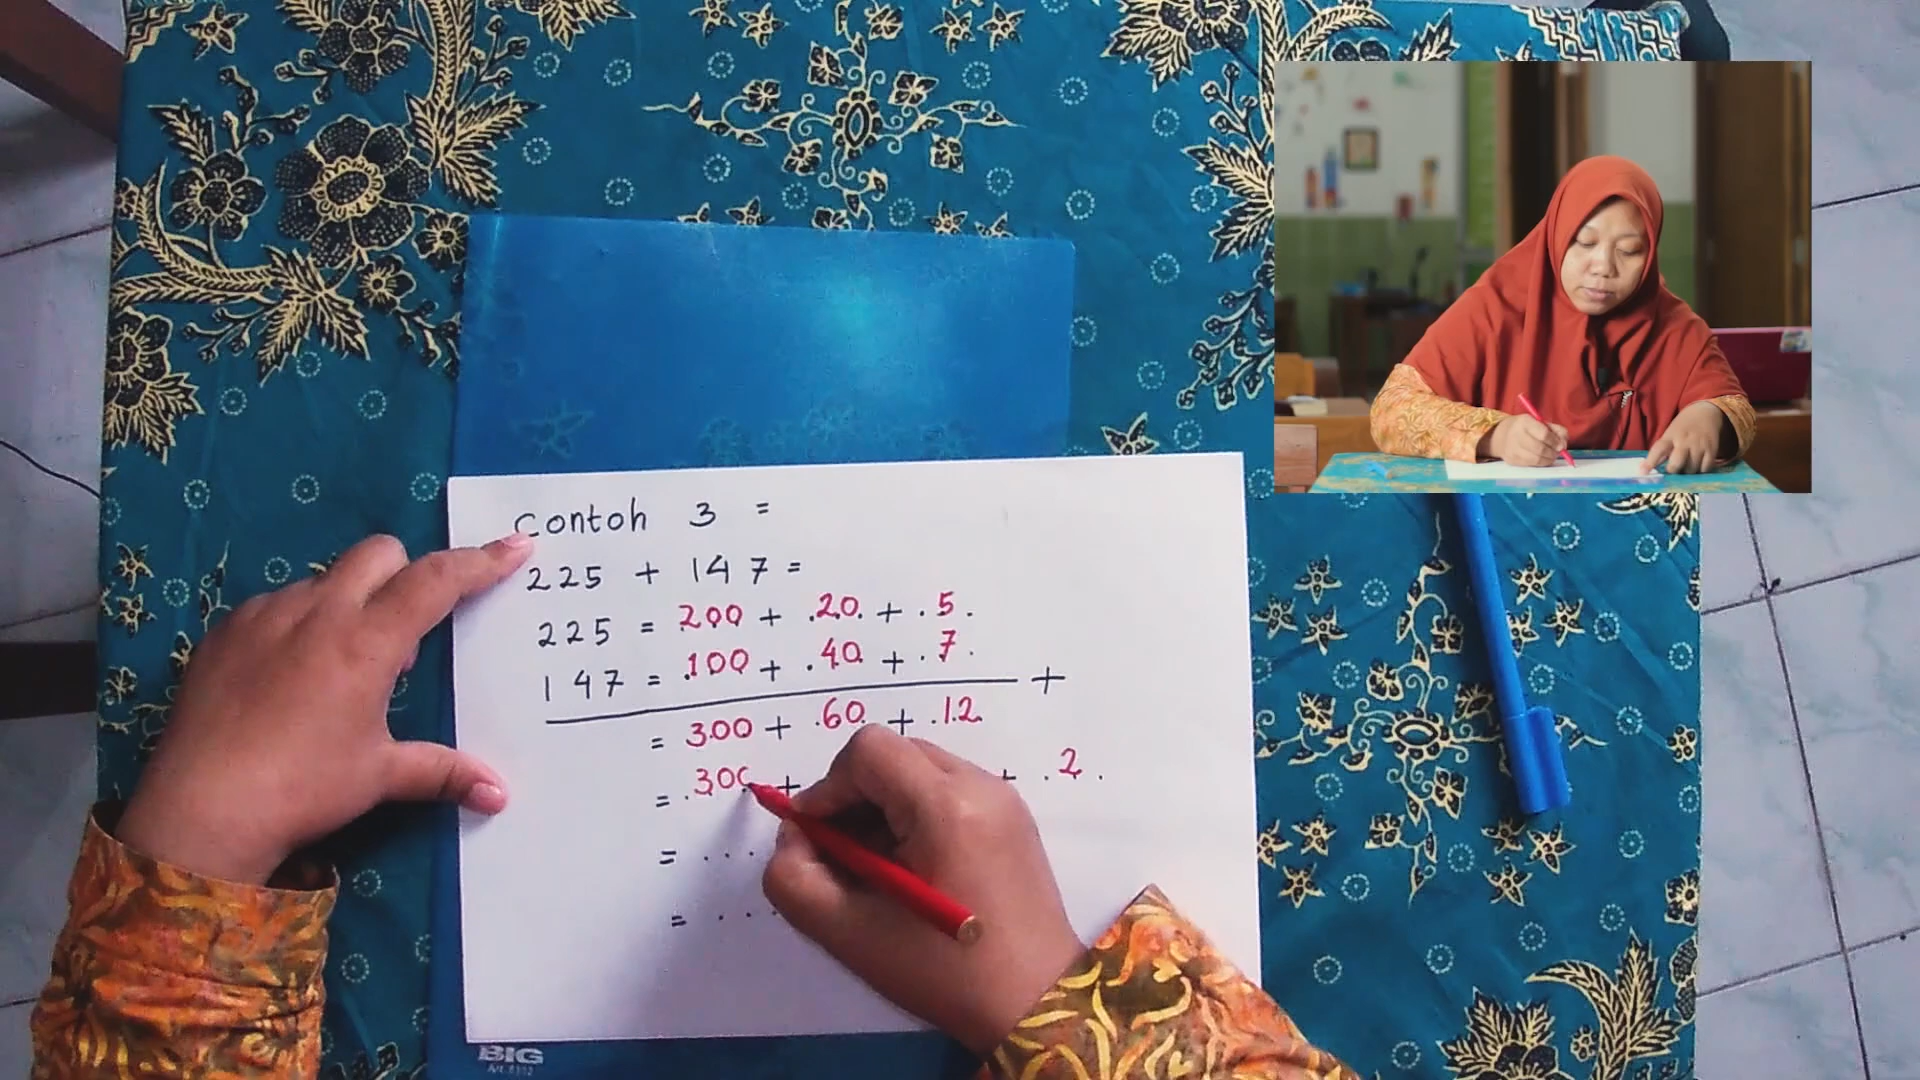 Contoh 3 =
225 + 147 =
225 = 200 + .20. + . 5 .
147 = .100 + .40 + . 7 .
+
= 300 + .60. + .12.
= .300 + + . 2 .
= . . .
= . . .
BIG